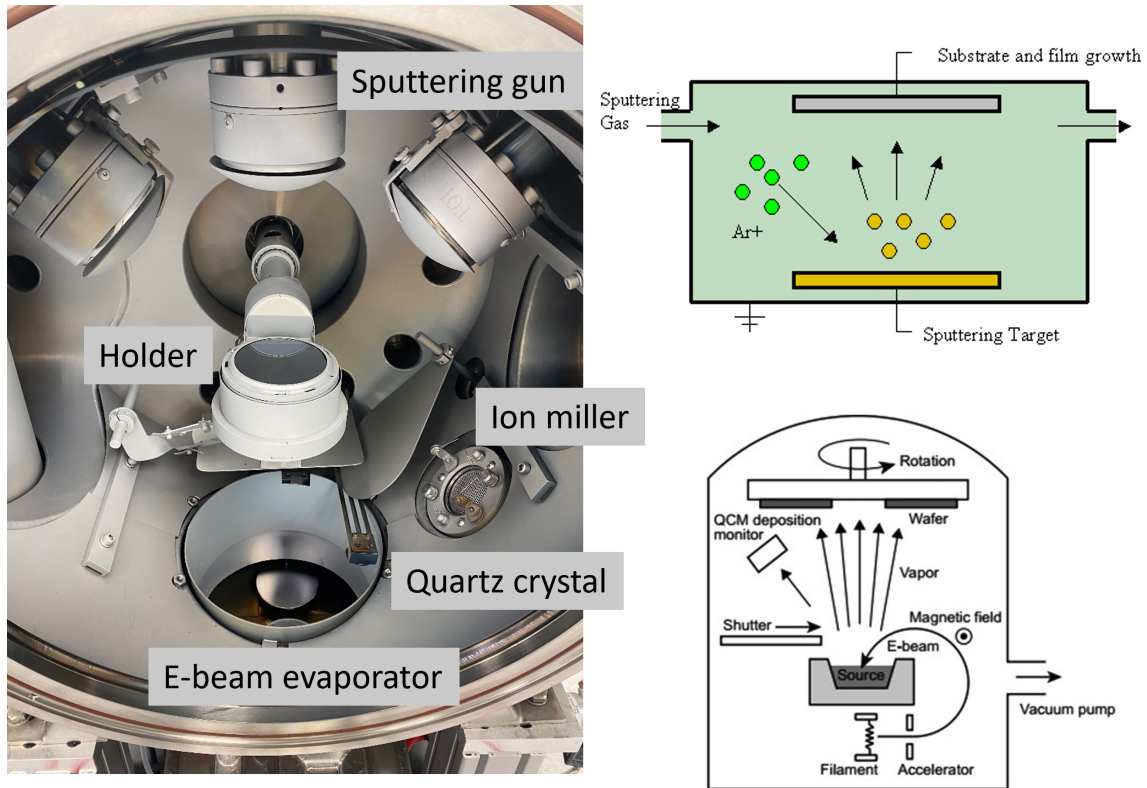 Sputtering gun
Holder
Ion miller
Quartz crystal
E-beam evaporator
TOP
Substrate and film growth
Sputtering
Gas
Ar+
Sputtering Target
Rotation
QCM deposition
monitor
Wafer
Vapor
Shutter
Magnetic field
E-beam
Source
Vacuum pump
Filament
Accelerator